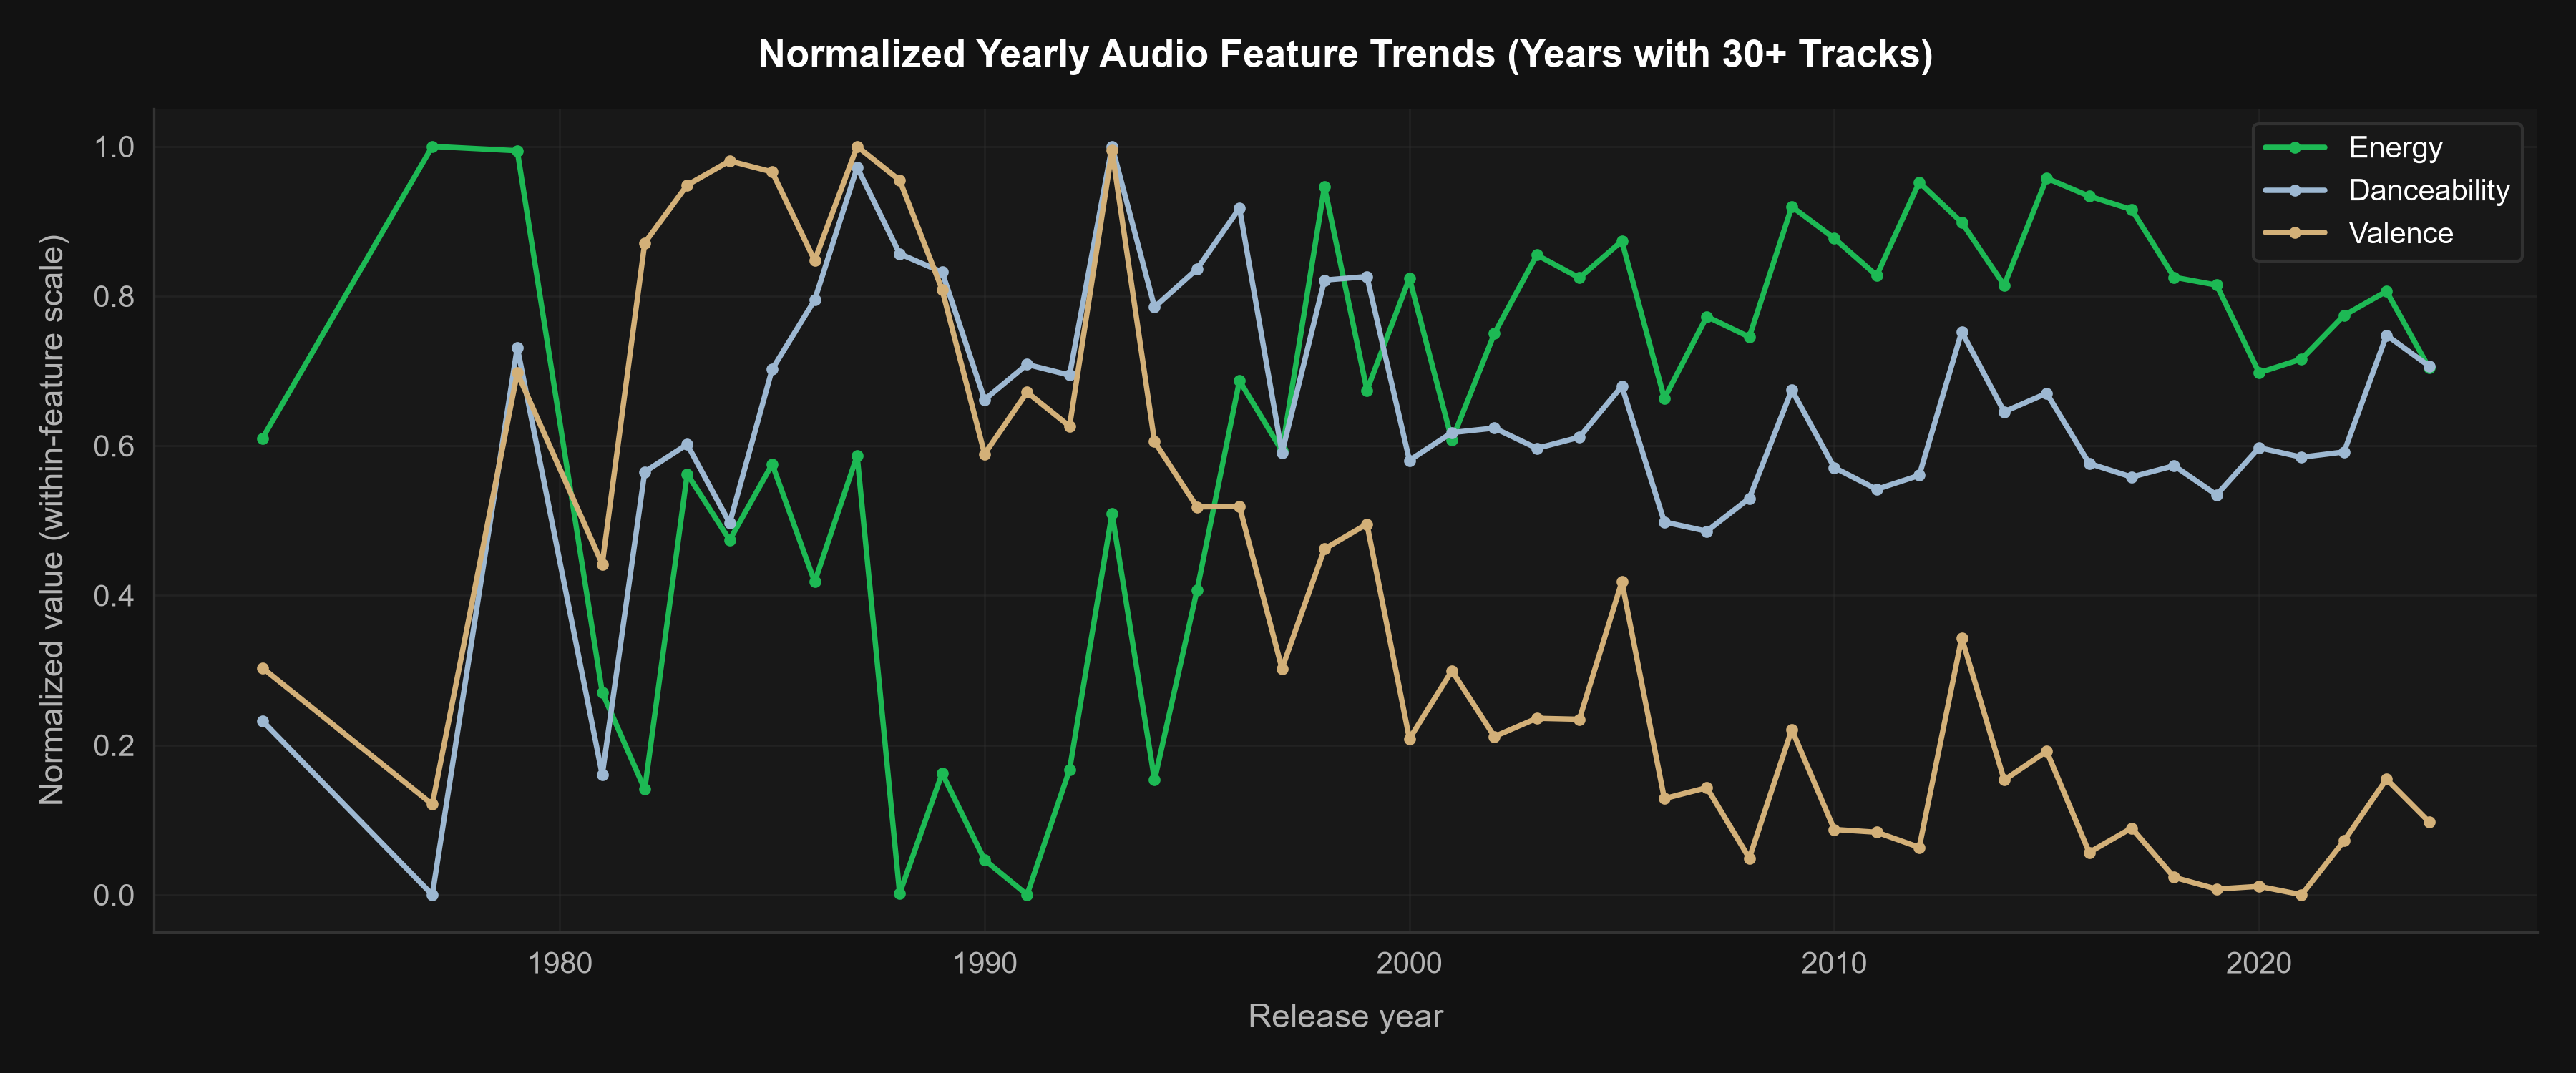 Normalized Yearly Audio Feature Trends (Years with 30+ Tracks)
Normalized value (within-feature scale)
1.0
0.8
0.6
0.4
0.2
0.0
Energy
Danceability
Valence
1980
1990
2000
2010
2020
Release year